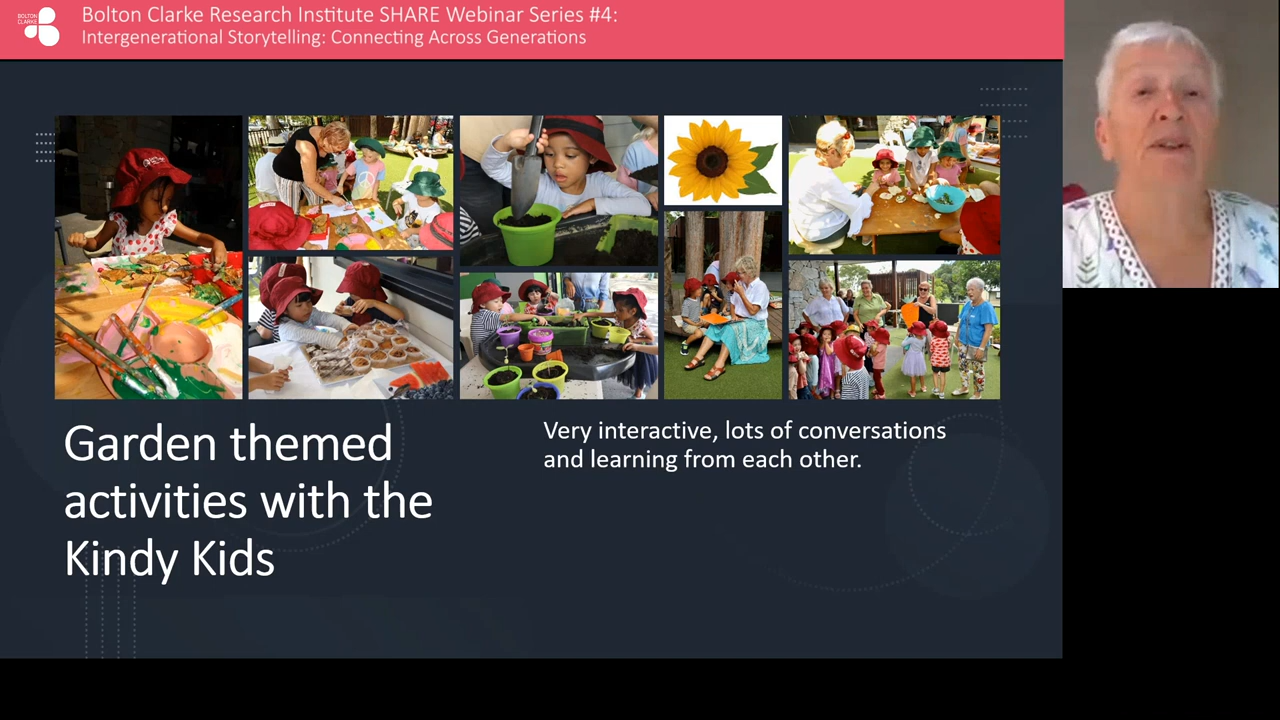 BOLTON
CLARKE
Bolton Clarke Research Institute SHARE Webinar Series #4:
Intergenerational Storytelling: Connecting Across Generations
Garden themed
activities with the
Kindy Kids
Very interactive, lots of conversations
and learning from each other.